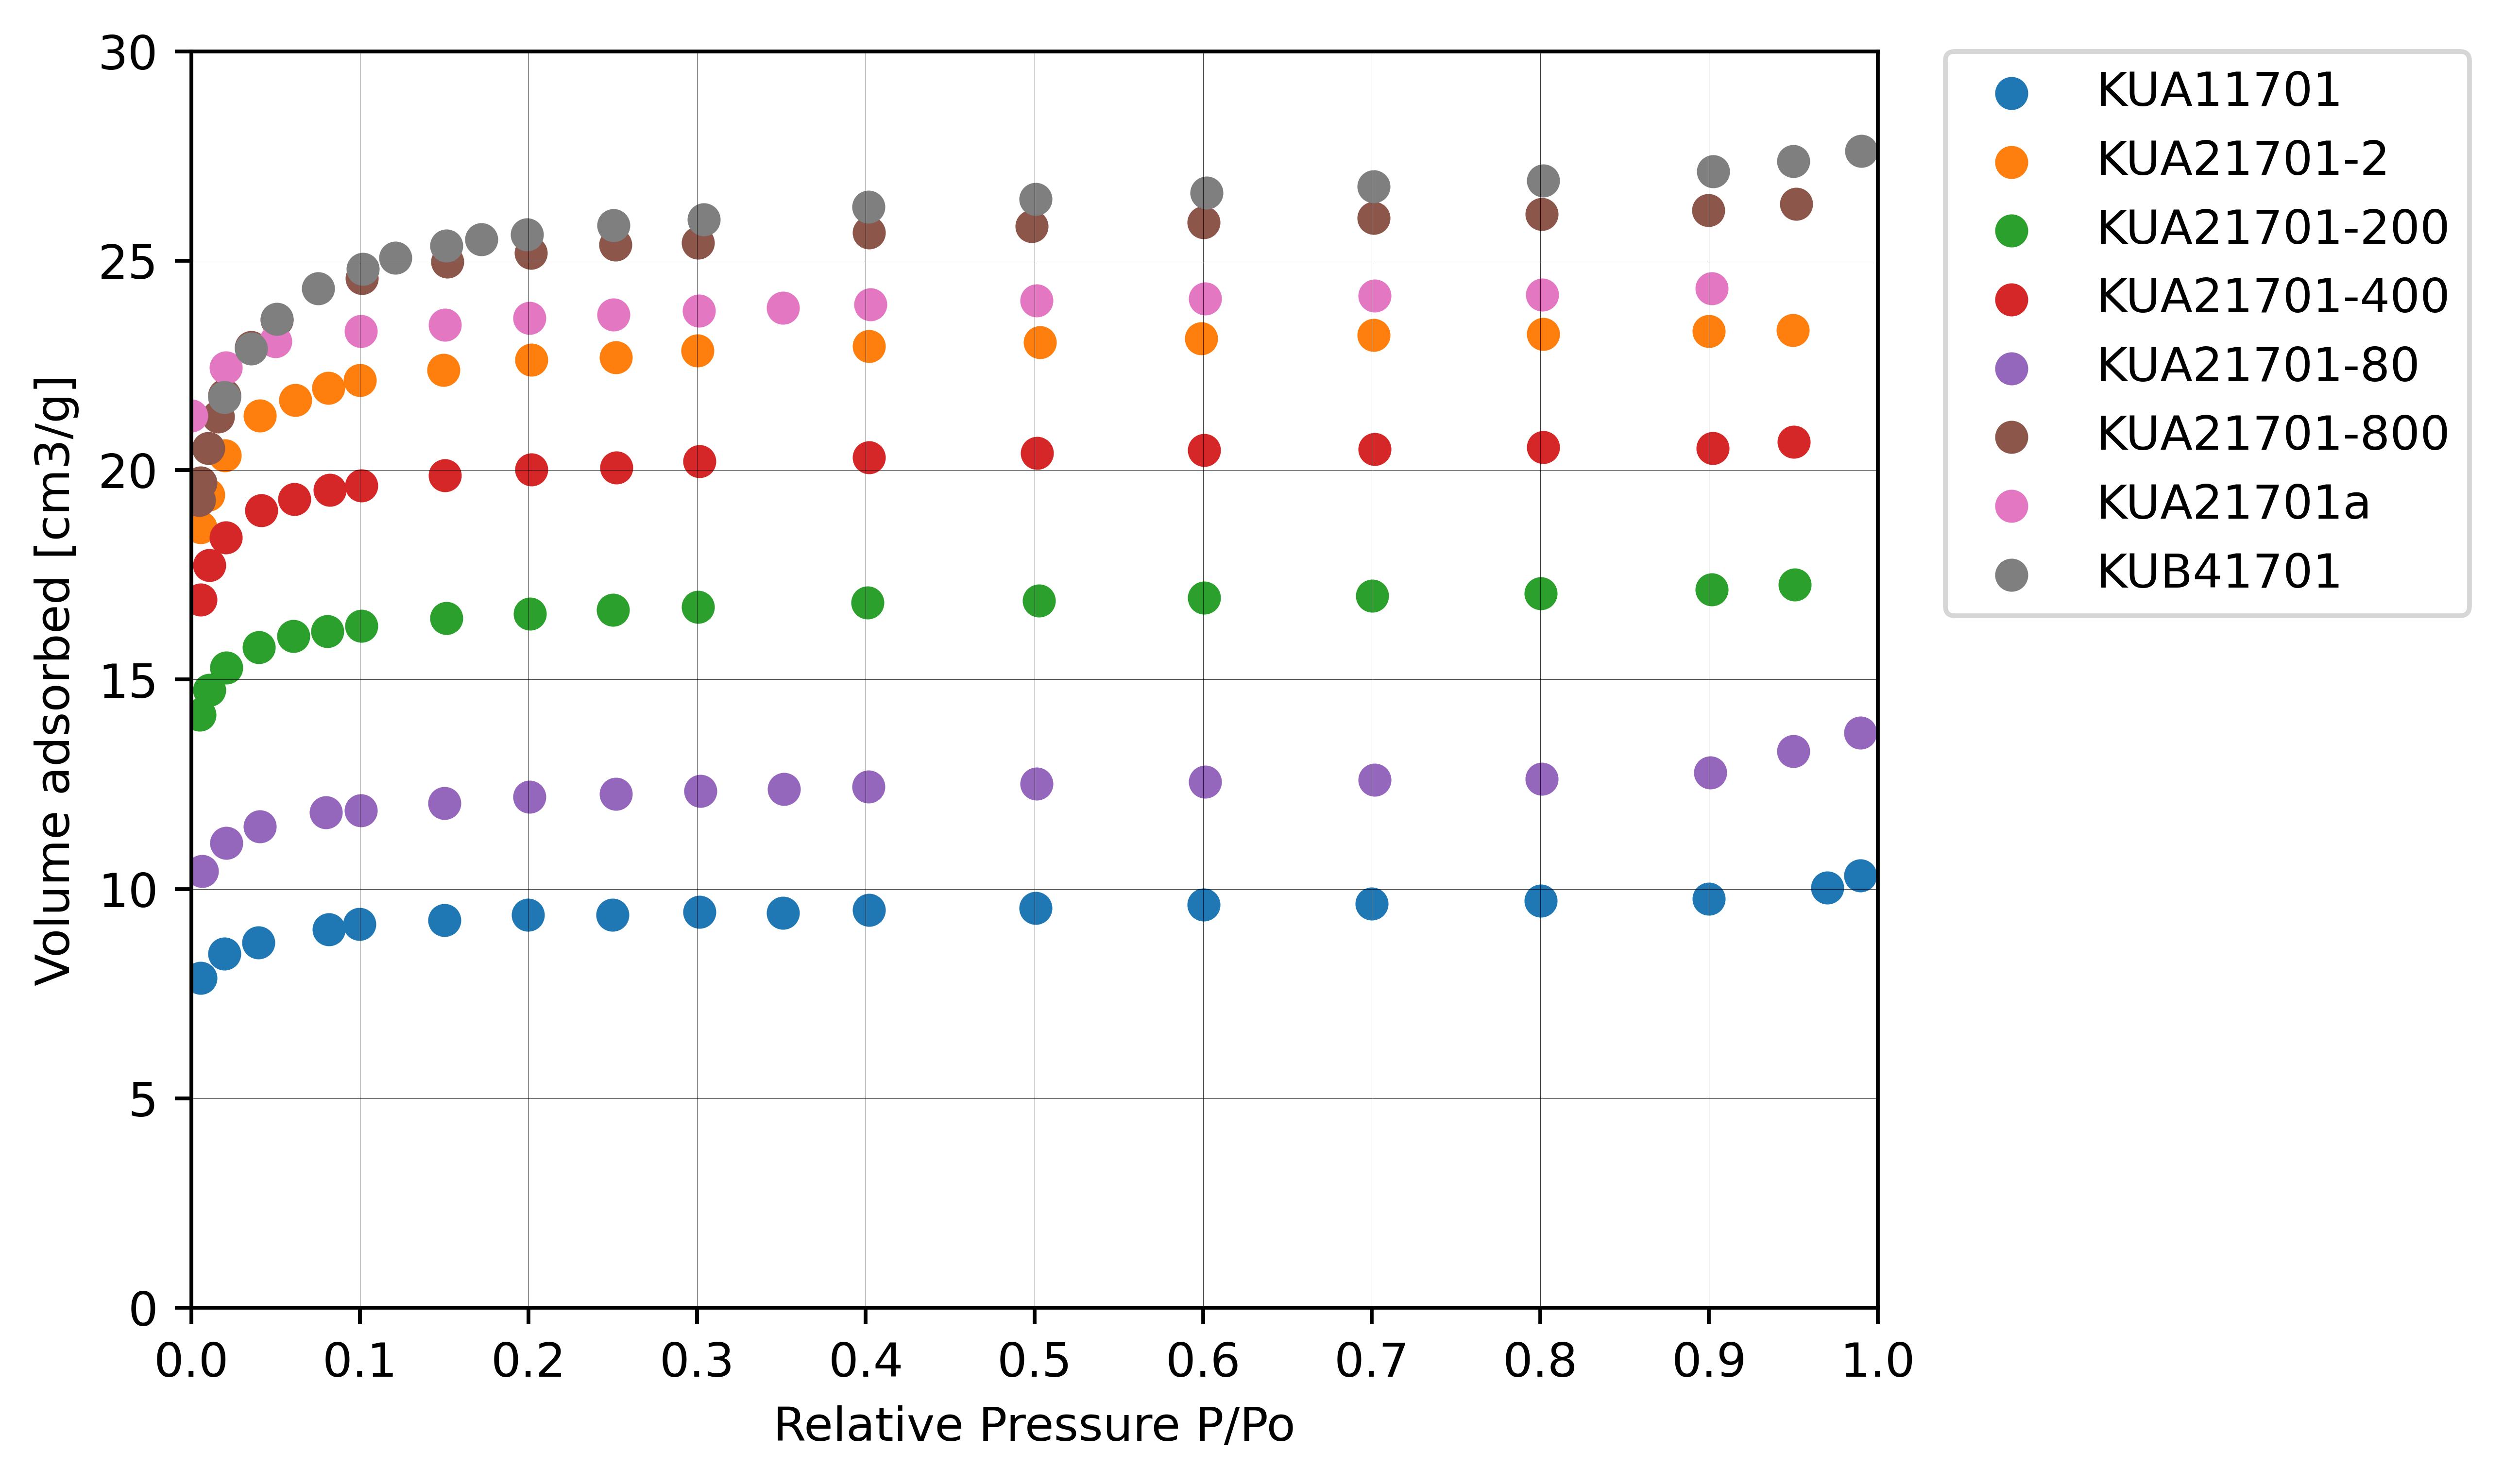 30
25
20
15
10
5
0
Volume adsorbed [cm3/g]
0.0 0.1 0.2 0.3 0.4 0.5 0.6 0.7 0.8 0.9 1.0
Relative Pressure P/Po
KUA11701
KUA21701-2
KUA21701-200
KUA21701-400
KUA21701-80
KUA21701-800
KUA21701a
KUB41701